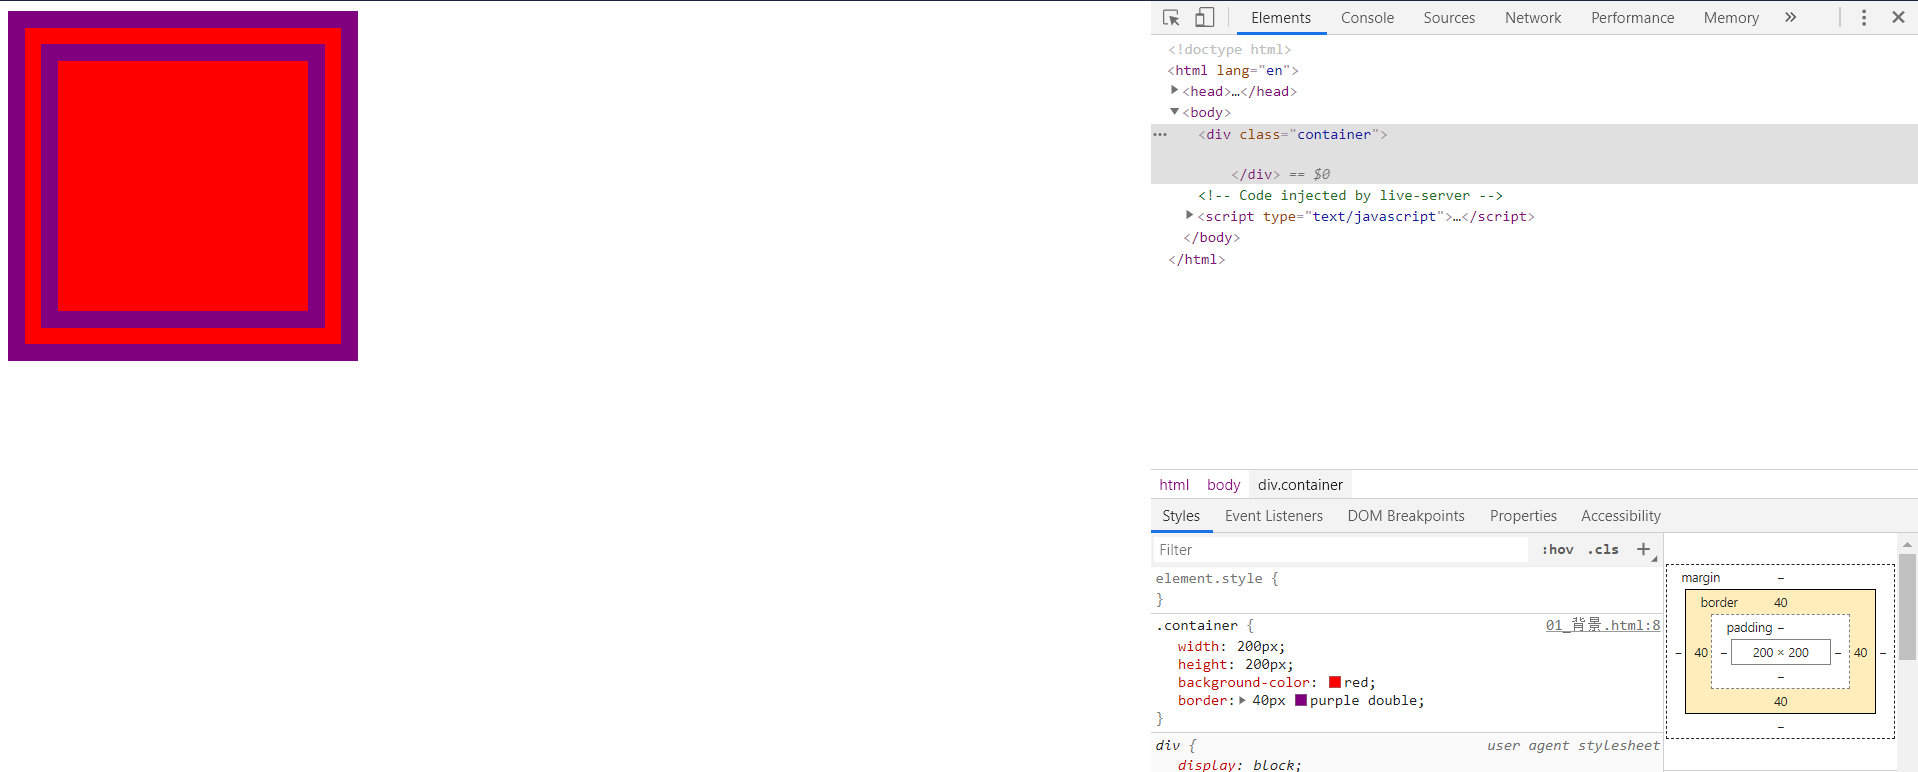 Elements Console Sources Network Performance Memory »
<!doctype html>
<html lang="en">
<head>…</head>
<body>
… <div class="container">
</div> == $0
<!-- Code injected by live-server -->
<script type="text/javascript">…</script>
</body>
</html>
html body div.container
Styles Event Listeners DOM Breakpoints Properties Accessibility
Filter :hov .cls +
element.style {
}
.container { 01_背景.html:8
width: 200px;
height: 200px;
background-color: red;
border: 40px purple double;
}
div { user agent stylesheet
display: block;
margin –
border 40
padding –
– 40 – 200 × 200 – 40 –
–
40
–